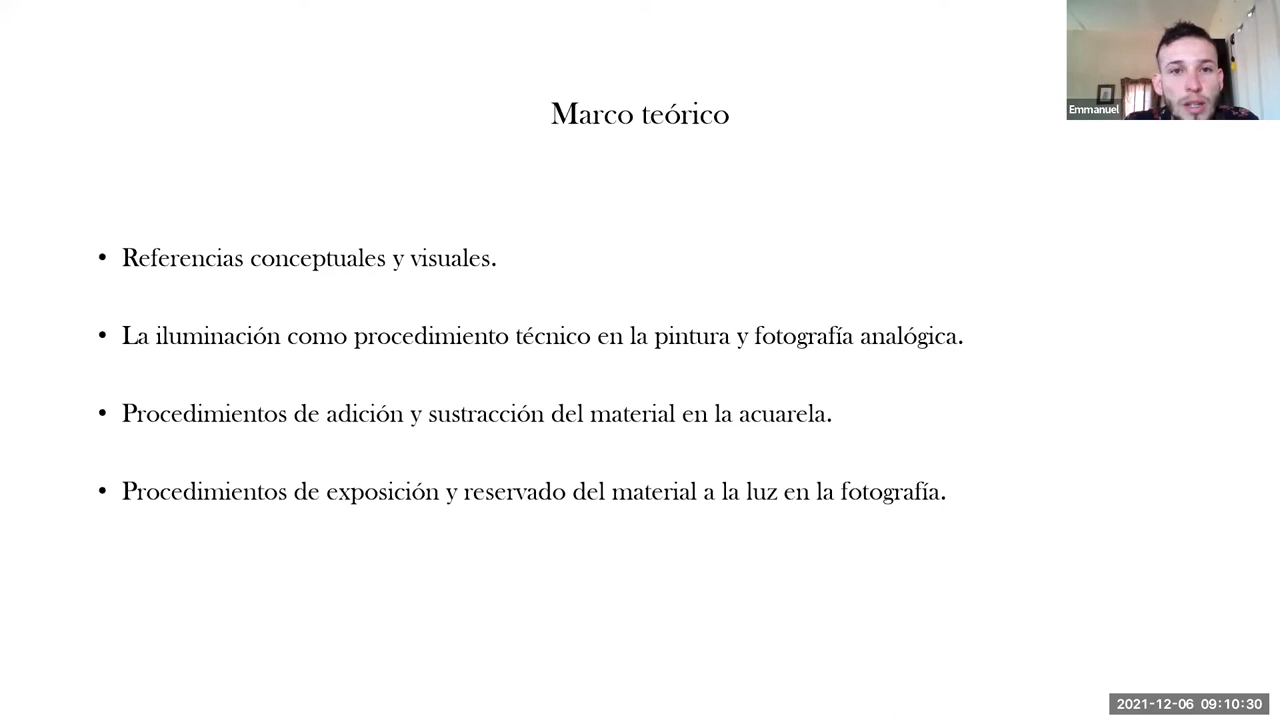 Emmanuel
Marco teórico
• Referencias conceptuales y visuales.
• La iluminación como procedimiento técnico en la pintura y fotografía analógica.
• Procedimientos de adición y sustracción del material en la acuarela.
• Procedimientos de exposición y reservado del material a la luz en la fotografía.
2021-12-06 09:10:30